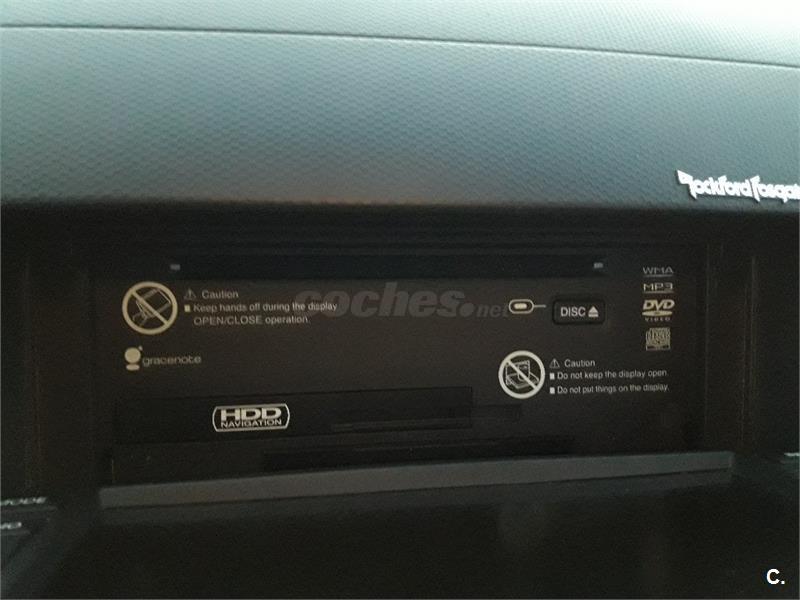 Rockford Fosgate
WMA
MP3
DVD
VIDEO
Caution
Keep hands off during the display
OPEN/CLOSE operation.
coches.net
DISC
gracenote
Caution
Do not keep the display open.
Do not put things on the display.
HDD
NAVIGATION
MODE
C.